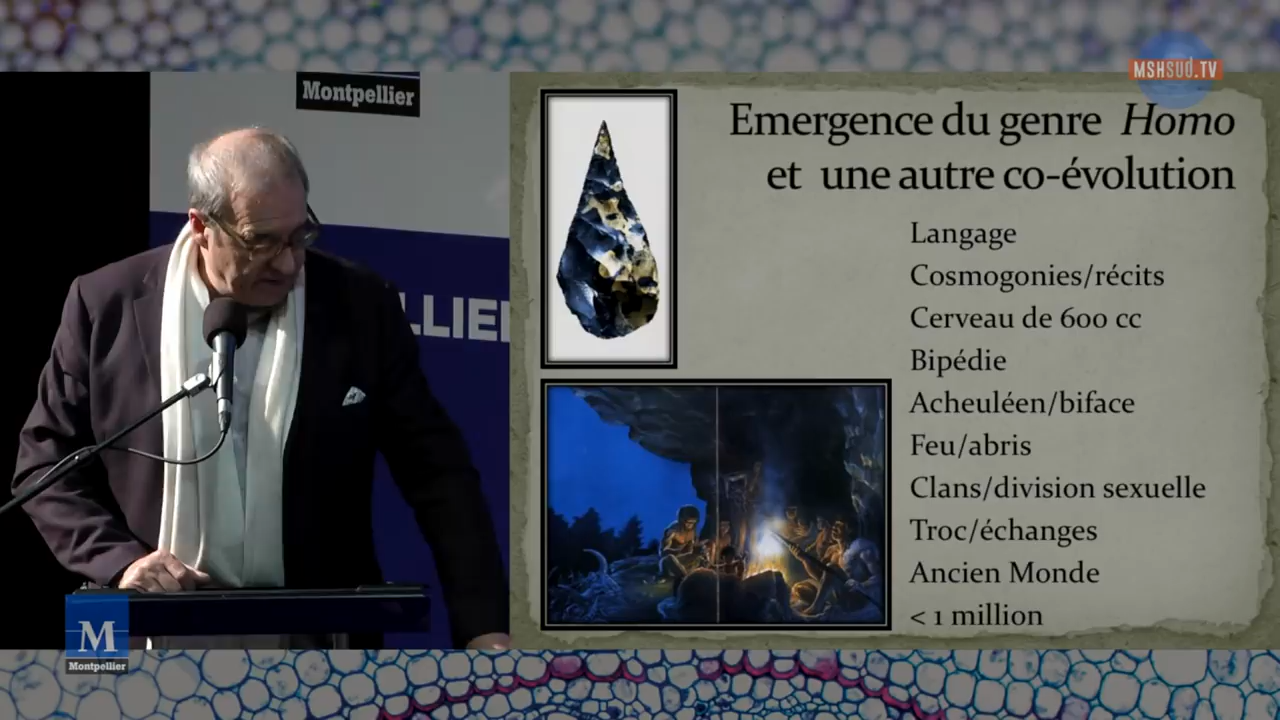 Montpellier
LLIE
M
Montpellier
MSHSUD.TV
Emergence du genre Homo
et une autre co-évolution
Langage
Cosmogonies/récits
Cerveau de 600 cc
Bipédie
Acheuléen/biface
Feu/abris
Clans/division sexuelle
Troc/échanges
Ancien Monde
< 1 million